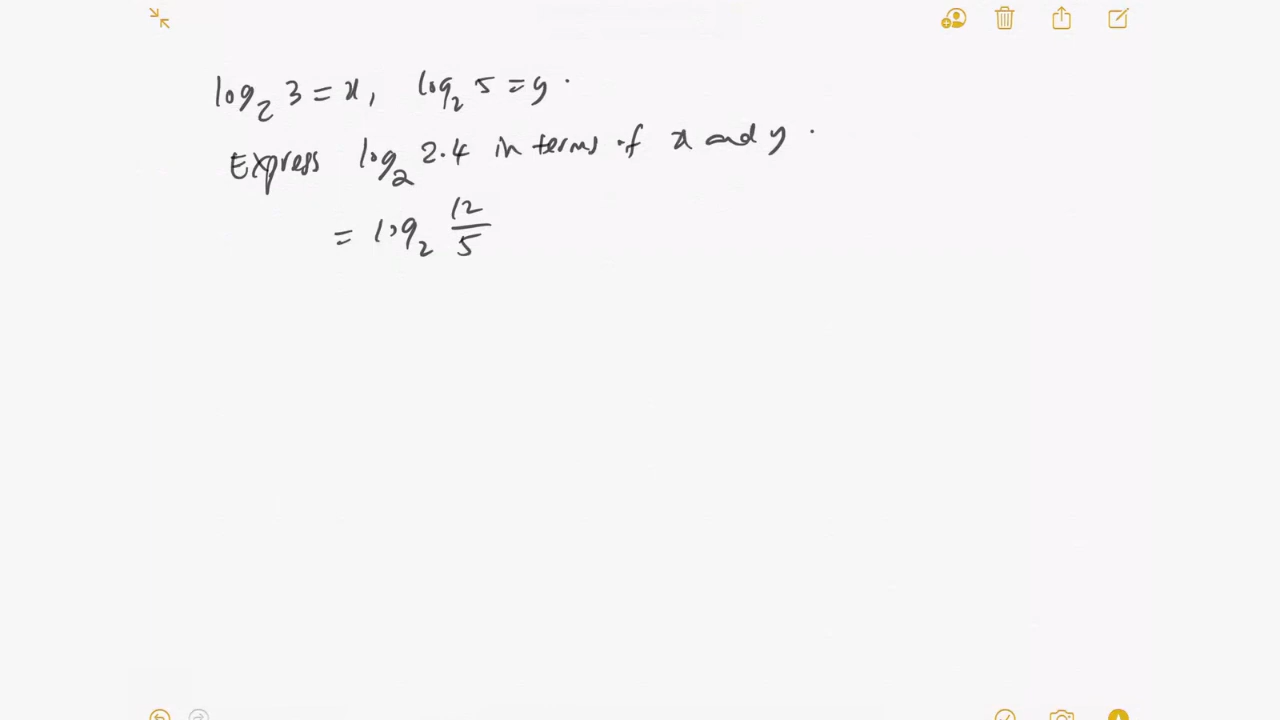 log₂ 3 = x, log₂ 5 = y.
Express log₂ 2.4 in terms of x and y.
= log₂ 12/5